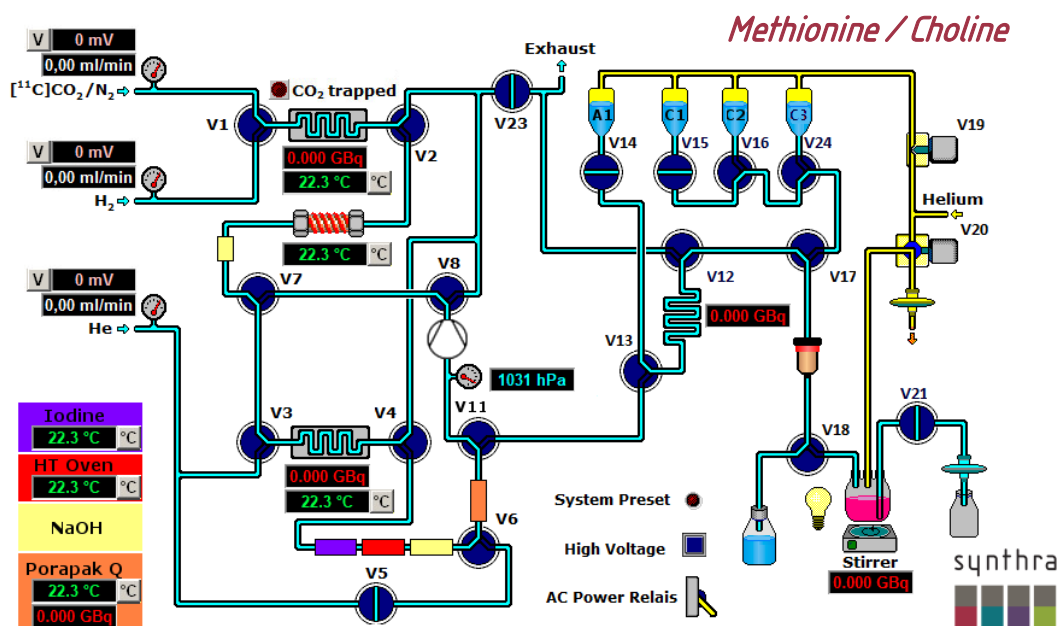 Methionine / Choline
V 0 mV
0,00 ml/min
[¹¹C]CO₂/N₂
CO₂ trapped
V1
V2
0.000 GBq
22.3 °C °C
V 0 mV
0,00 ml/min
H₂
22.3 °C °C
Exhaust
V23
A1
C1
C2
C3
V14
V15
V16
V24
V19
Helium
V20
V7
V8
V12
V17
0.000 GBq
V 0 mV
0,00 ml/min
He
V13
1031 hPa
V3
V4
V11
0.000 GBq
22.3 °C °C
V21
V18
Iodine
22.3 °C °C
HT Oven
22.3 °C °C
NaOH
Porapak Q
22.3 °C °C
0.000 GBq
V6
V5
System Preset
High Voltage
AC Power Relais
Stirrer
0.000 GBq
synthra